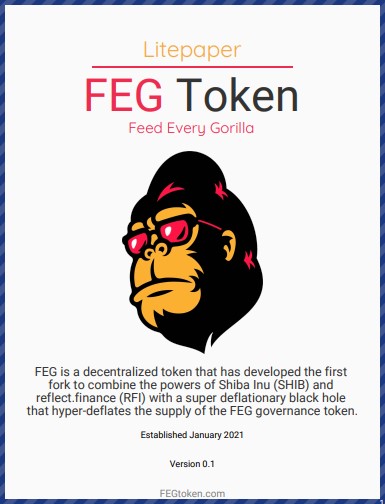 Litepaper
FEG Token
Feed Every Gorilla
FEG is a decentralized token that has developed the first
fork to combine the powers of Shiba Inu (SHIB) and
reflect.finance (RFI) with a super deflationary black hole
that hyper-deflates the supply of the FEG governance token.
Established January 2021
Version 0.1
FEGtoken.com
1